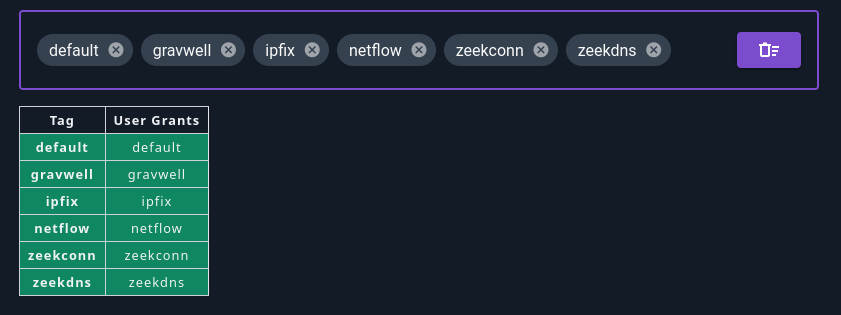 default gravwell ipfix netflow zeekconn zeekdns
Tag User Grants
default default
gravwell gravwell
ipfix ipfix
netflow netflow
zeekconn zeekconn
zeekdns zeekdns